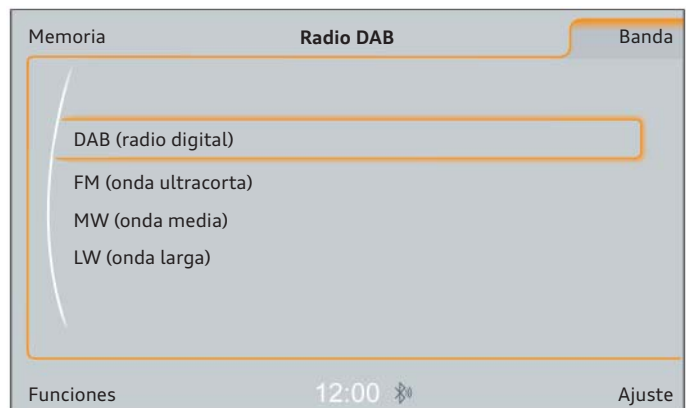 Memoria Radio DAB Banda
DAB (radio digital)
FM (onda ultracorta)
MW (onda media)
LW (onda larga)
Funciones 12:00 Ajuste